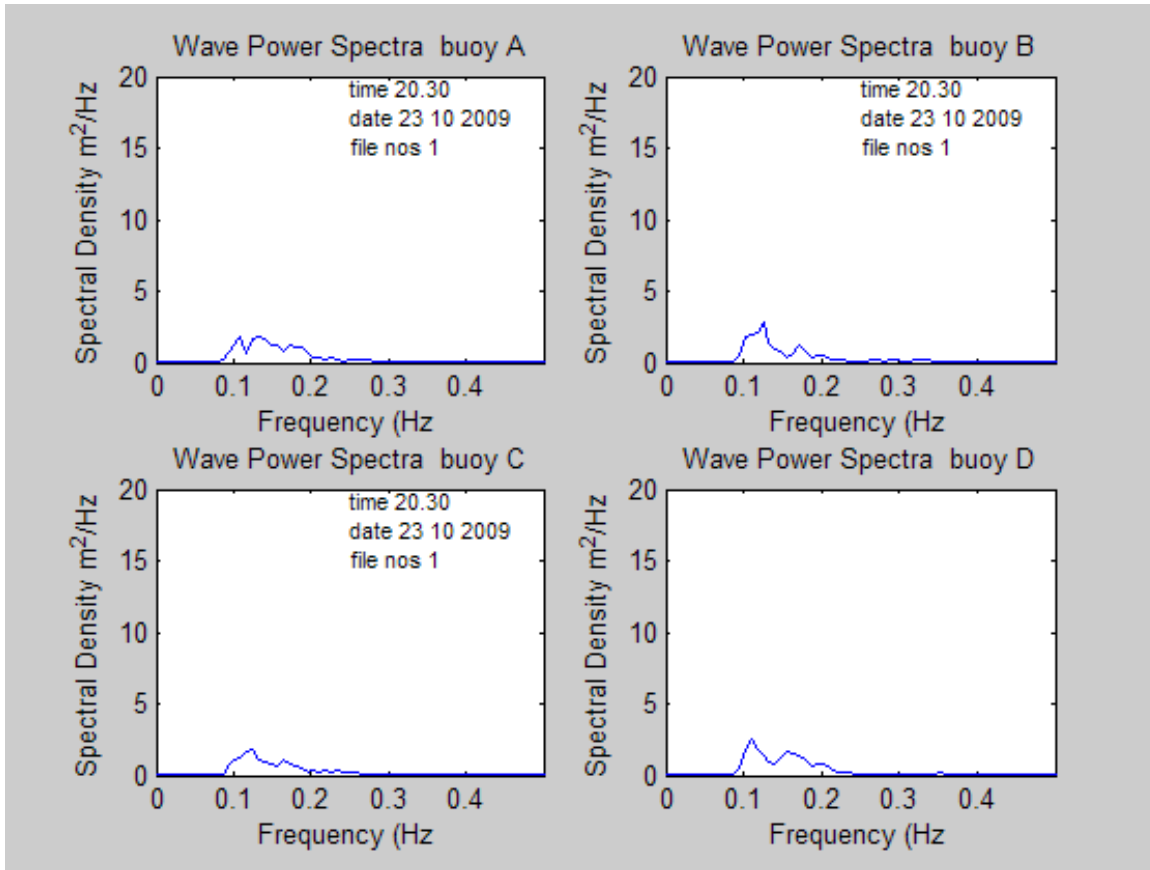 Wave Power Spectra  buoy A
20
15
10
5
0
Spectral Density m²/Hz
time 20.30
date 23 10 2009
file nos 1
0 0.1 0.2 0.3 0.4
Frequency (Hz
Wave Power Spectra  buoy B
20
15
10
5
0
Spectral Density m²/Hz
time 20.30
date 23 10 2009
file nos 1
0 0.1 0.2 0.3 0.4
Frequency (Hz
Wave Power Spectra  buoy C
20
15
10
5
0
Spectral Density m²/Hz
time 20.30
date 23 10 2009
file nos 1
0 0.1 0.2 0.3 0.4
Frequency (Hz
Wave Power Spectra  buoy D
20
15
10
5
0
Spectral Density m²/Hz
0 0.1 0.2 0.3 0.4
Frequency (Hz